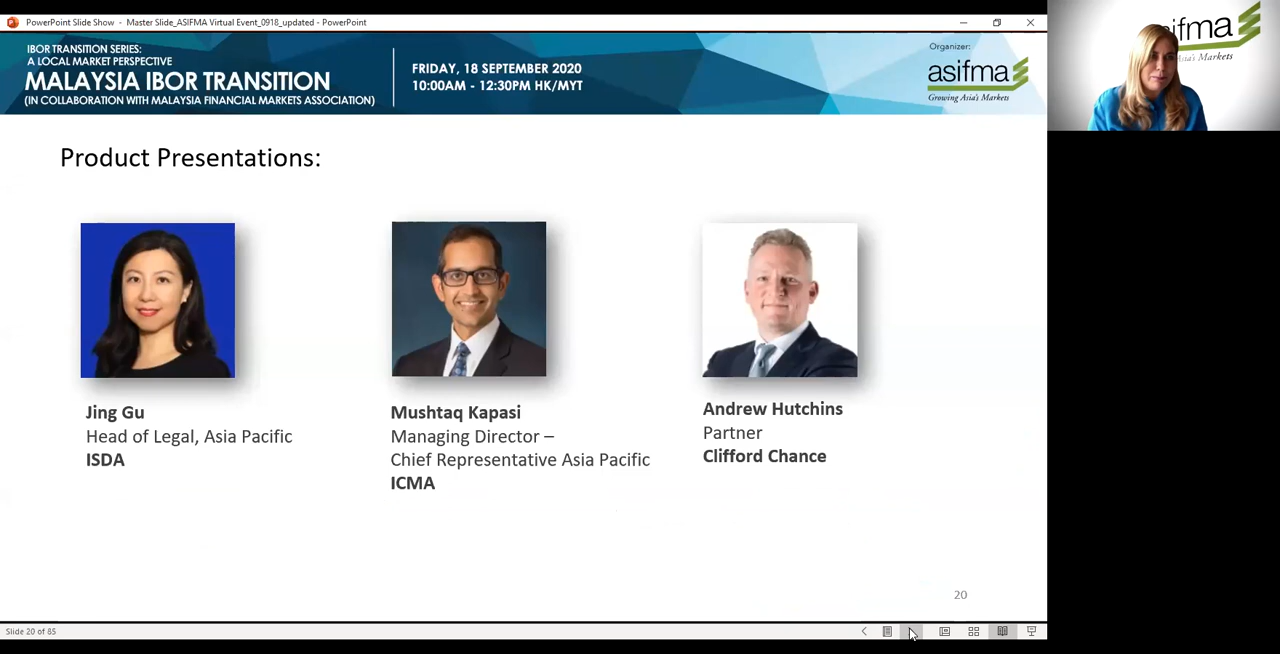 PowerPoint Slide Show - Master Slide_ASIFMA Virtual Event_0918_updated - PowerPoint
IBOR TRANSITION SERIES:
A LOCAL MARKET PERSPECTIVE
MALAYSIA IBOR TRANSITION
(IN COLLABORATION WITH MALAYSIA FINANCIAL MARKETS ASSOCIATION)
FRIDAY, 18 SEPTEMBER 2020
10:00AM - 12:30PM HK/MYT
Organizer:
asifma
Growing Asia's Markets
ifma
Asia's Markets
Product Presentations:
Jing Gu
Head of Legal, Asia Pacific
ISDA
Mushtaq Kapasi
Managing Director –
Chief Representative Asia Pacific
ICMA
Andrew Hutchins
Partner
Clifford Chance
20
Slide 20 of 85